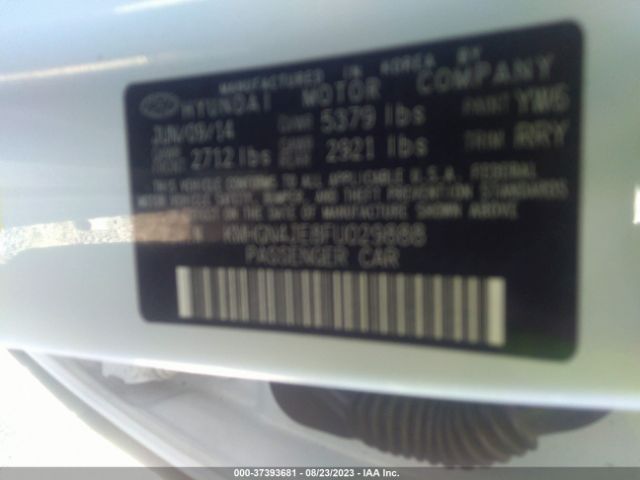 MANUFACTURED IN KOREA BY
HYUNDAI MOTOR COMPANY
JUN/09/14 GVWR 5379 lbs PAINT YW6
GAWR FRONT 2712 lbs GAWR REAR 2921 lbs TRIM RRY
THIS VEHICLE CONFORMS TO ALL APPLICABLE U.S.A. FEDERAL
MOTOR VEHICLE SAFETY, BUMPER, AND THEFT PREVENTION STANDARDS
EFFECT ON THE DATE OF MANUFACTURE SHOWN ABOVE.
KMHGN4JE8FU029888
PASSENGER CAR
000-37393681 - 08/23/2023 - IAA Inc.